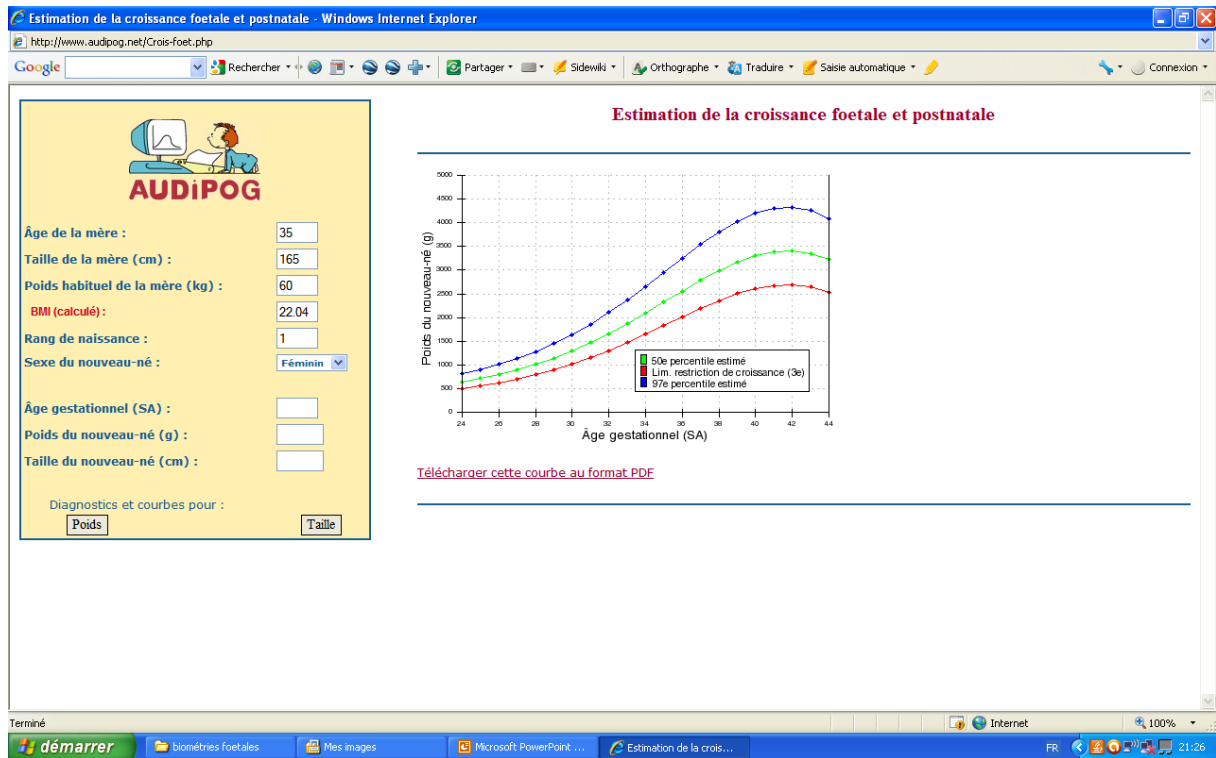 Estimation de la croissance foetale et postnatale - Windows Internet Explorer
http://www.audipog.net/Crois-foet.php
Google Rechercher Partager Sidewiki Orthographe Traduire Saisie automatique Connexion
AUDiPOG
Âge de la mère : 35
Taille de la mère (cm) : 165
Poids habituel de la mère (kg) : 60
BMI (calculé) : 22.04
Rang de naissance : 1
Sexe du nouveau-né : Féminin
Âge gestationnel (SA) :
Poids du nouveau-né (g) :
Taille du nouveau-né (cm) :
Diagnostics et courbes pour :
Poids Taille
Estimation de la croissance foetale et postnatale
Poids du nouveau-né (g)
5000
4500
4000
3500
3000
2500
2000
1500
1000
500
0
50e percentile estimé
Lim. restriction de croissance (3e)
97e percentile estimé
24 26 28 30 32 34 36 38 40 42 44
Âge gestationnel (SA)
Télécharger cette courbe au format PDF
Terminé Internet 100%
démarrer biométries foetales Mes images Microsoft PowerPoint ... Estimation de la crois... FR 21:26